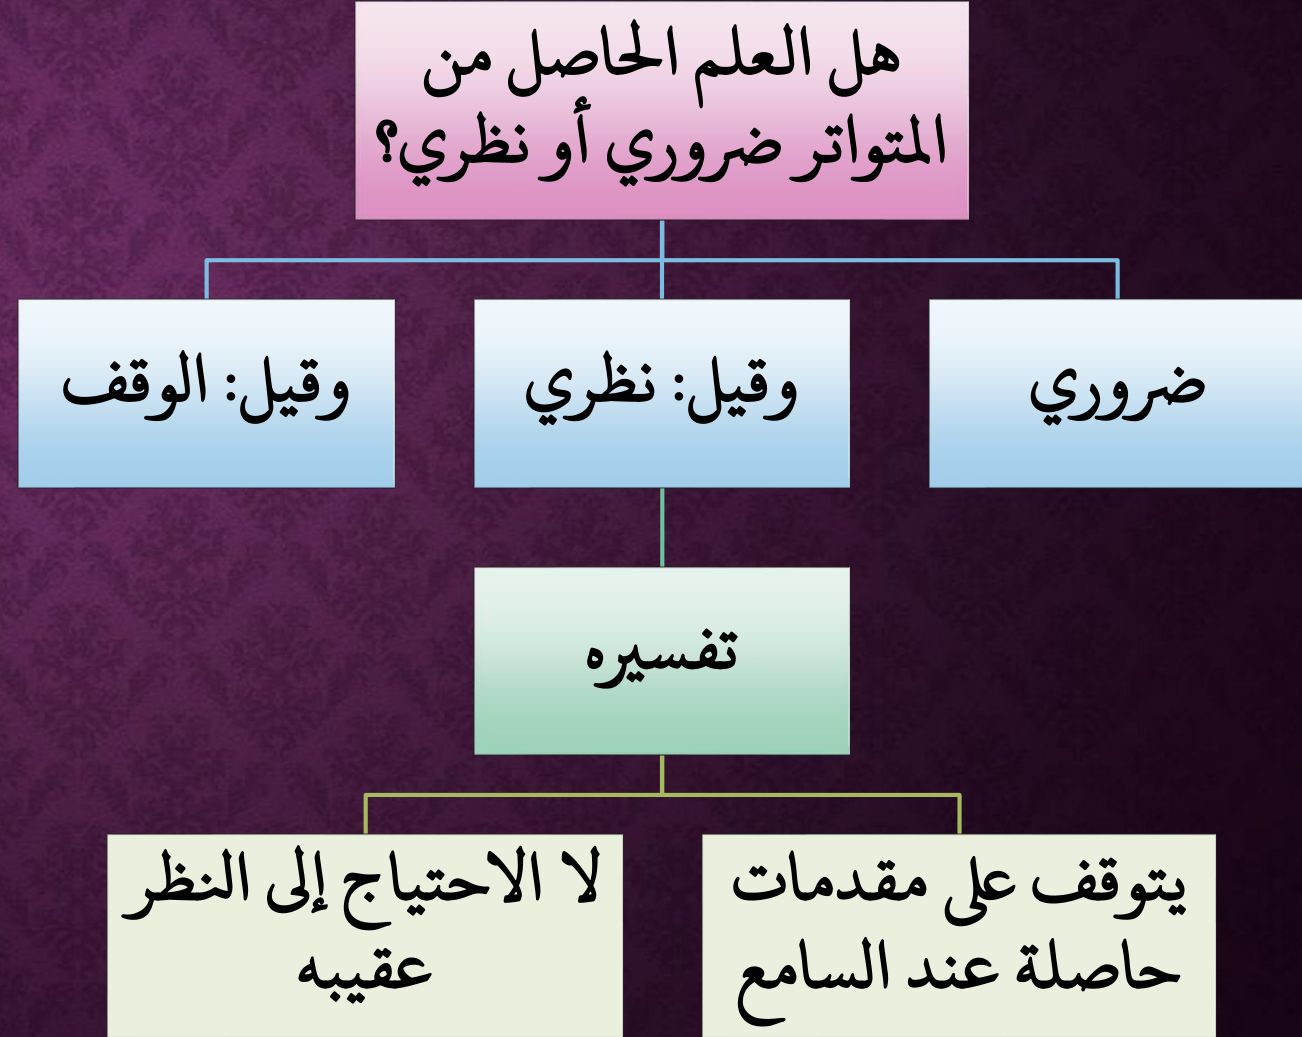 هل العلم الحاصل من
المتواتر ضروري أو نظري؟
ضروري
وقيل: نظري
وقيل: الوقف
تفسيره
يتوقف على مقدمات
حاصلة عند السامع
لا الاحتياج إلى النظر
عقيبه